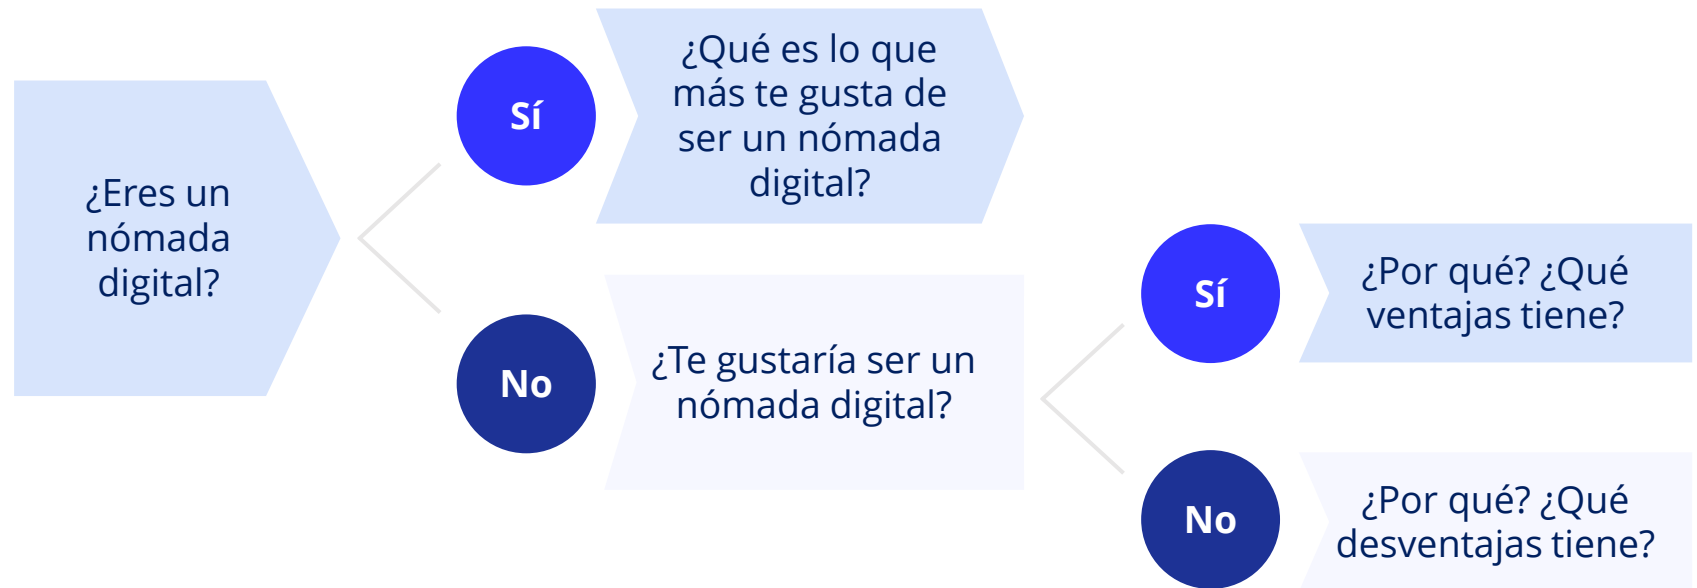 ¿Eres un
nómada
digital?
Sí
¿Qué es lo que
más te gusta de
ser un nómada
digital?
No
¿Te gustaría ser un
nómada digital?
Sí
¿Por qué? ¿Qué
ventajas tiene?
No
¿Por qué? ¿Qué
desventajas tiene?